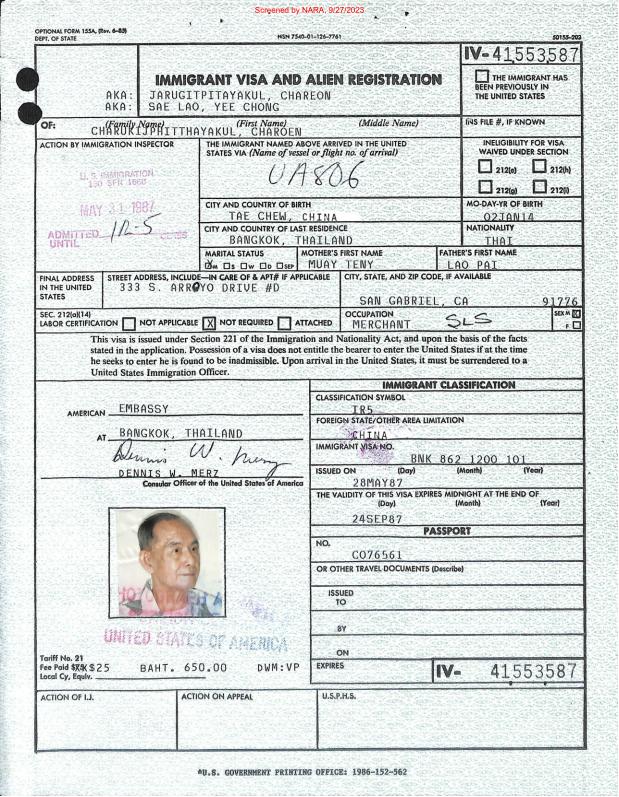 Screened by NARA, 9/27/2023
OPTIONAL FORM 155A, (Rev. 6-83)
DEPT. OF STATE
NSN 7540-01-126-7761
50155-202
IV- 41553587
IMMIGRANT VISA AND ALIEN REGISTRATION
AKA: JARUGITPITAYAKUL, CHAREON
AKA: SAE LAO, YEE CHONG
THE IMMIGRANT HAS
BEEN PREVIOUSLY IN
THE UNITED STATES
OF: (Family Name) (First Name) (Middle Name)
CHARUKIJPHITTHAYAKUL, CHAROEN
INS FILE #, IF KNOWN
ACTION BY IMMIGRATION INSPECTOR
U.S. IMMIGRATION
MAY 31 1987
ADMITTED IR-5
UNTIL
THE IMMIGRANT NAMED ABOVE ARRIVED IN THE UNITED
STATES VIA (Name of vessel or flight no. of arrival)
UA806
INELIGIBILITY FOR VISA
WAIVED UNDER SECTION
212(e) 212(h)
212(g) 212(i)
CITY AND COUNTRY OF BIRTH
TAE CHEW, CHINA
MO-DAY-YR OF BIRTH
02JAN14
CITY AND COUNTRY OF LAST RESIDENCE
BANGKOK, THAILAND
NATIONALITY
THAI
MARITAL STATUS
M S W D SEP
MOTHER'S FIRST NAME
MUAY TENY
FATHER'S FIRST NAME
LAO PAI
FINAL ADDRESS
IN THE UNITED
STATES
STREET ADDRESS, INCLUDE—IN CARE OF & APT# IF APPLICABLE
333 S. ARROYO DRIVE #D
CITY, STATE, AND ZIP CODE, IF AVAILABLE
SAN GABRIEL, CA 91776
SEC. 212(a)(14)
LABOR CERTIFICATION NOT APPLICABLE X NOT REQUIRED ATTACHED
OCCUPATION
MERCHANT SLS
SEX M X
F
This visa is issued under Section 221 of the Immigration and Nationality Act, and upon the basis of the facts
stated in the application. Possession of a visa does not entitle the bearer to enter the United States if at the time
he seeks to enter he is found to be inadmissible. Upon arrival in the United States, it must be surrendered to a
United States Immigration Officer.
AMERICAN EMBASSY
AT BANGKOK, THAILAND
Dennis W. Merz
DENNIS W. MERZ
Consular Officer of the United States of America
IMMIGRANT CLASSIFICATION
CLASSIFICATION SYMBOL
IR5
FOREIGN STATE/OTHER AREA LIMITATION
CHINA
IMMIGRANT VISA NO.
BNK 862 1200 101
ISSUED ON (Day) (Month) (Year)
28MAY87
THE VALIDITY OF THIS VISA EXPIRES MIDNIGHT AT THE END OF
(Day) (Month) (Year)
24SEP87
PASSPORT
NO.
C076561
OR OTHER TRAVEL DOCUMENTS (Describe)
ISSUED
TO
BY
ON
EXPIRES
UNITED STATES OF AMERICA
Tariff No. 21
Fee Paid $25 BAHT. 650.00 DWM:VP
Local Cy, Equiv.
IV- 41553587
ACTION OF I.J.
ACTION ON APPEAL
U.S.P.H.S.
*U.S. GOVERNMENT PRINTING OFFICE: 1986-152-562